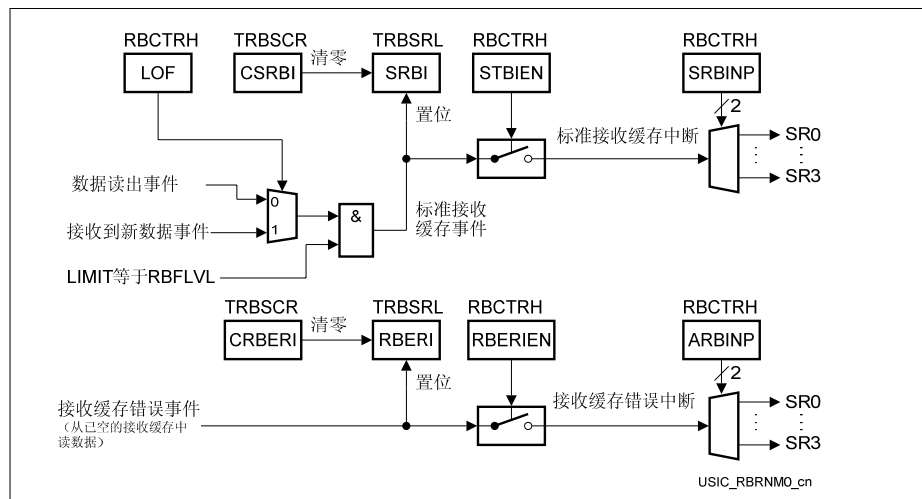 RBCTRH TRBSCR TRBSRL RBCTRH RBCTRH
LOF CSRBI 清零 SRBI STBIEN SRBINP
置位 2
标准接收缓存中断 SR0
SR3
数据读出事件 0
& 标准接收
缓存事件
接收到新数据事件 1
LIMIT等于RBFLVL
TRBSCR TRBSRL RBCTRH RBCTRH
CRBERI 清零 RBERI RBERIEN ARBINP
置位 2
接收缓存错误事件 接收缓存错误中断 SR0
(从已空的接收缓存中
读数据) SR3
USIC_RBRNM0_cn